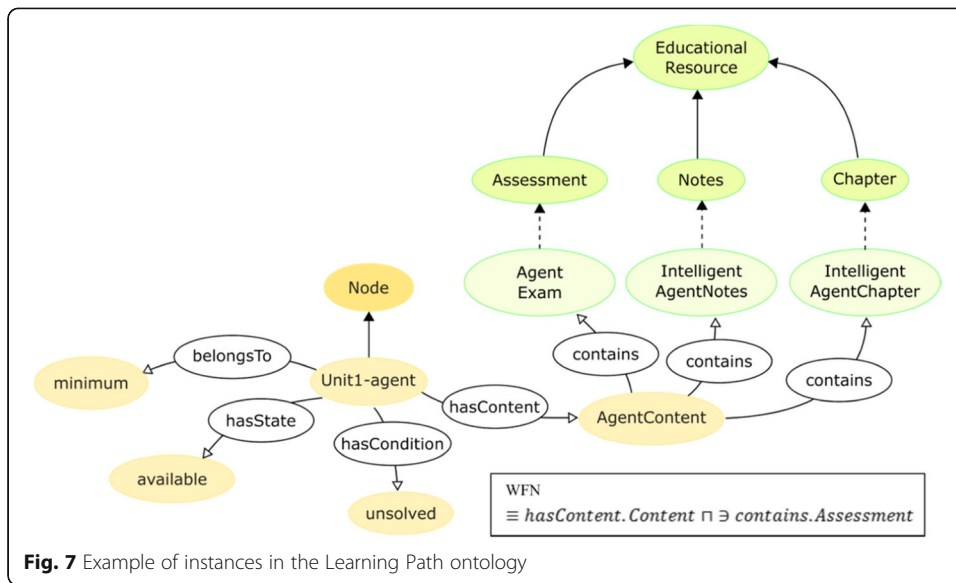 Educational
Resource
Assessment
Notes
Chapter
Agent
Exam
Intelligent
AgentNotes
Intelligent
AgentChapter
Node
belongsTo
contains
contains
contains
minimum
Unit1-agent
hasContent
AgentContent
hasState
hasCondition
available
unsolved
WFN
≡ hasContent.Content ⊓ ∋ contains.Assessment
Fig. 7 Example of instances in the Learning Path ontology